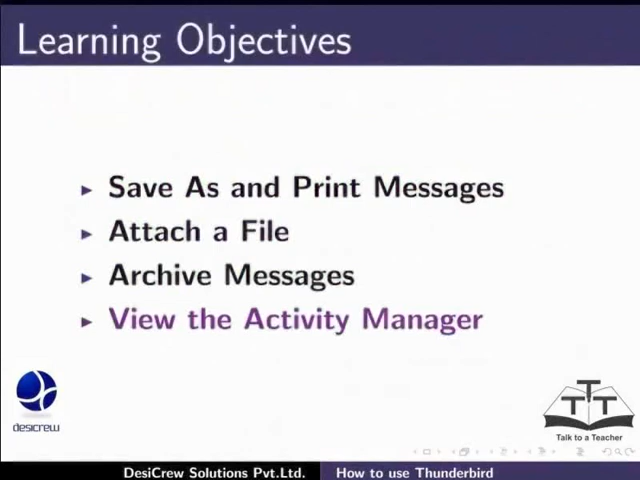 Learning Objectives
Save As and Print Messages
Attach a File
Archive Messages
View the Activity Manager
desicrew
TTT
Talk to a Teacher
DesiCrew Solutions Pvt.Ltd. How to use Thunderbird